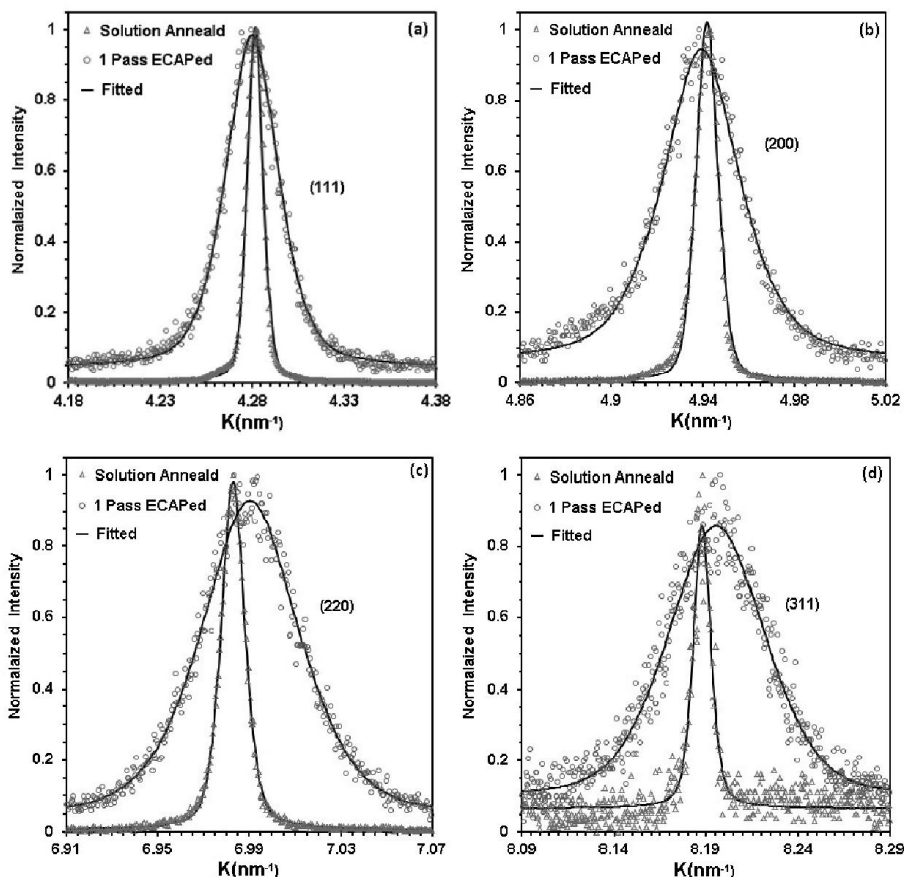 (a)
Solution Anneald
1 Pass ECAPed
Fitted
(111)
Normalaized Intensity
1
0.8
0.6
0.4
0.2
0
4.18 4.23 4.28 4.33 4.38
K(nm-1)
(b)
Solution Anneald
1 Pass ECAPed
Fitted
(200)
Normalaized Intensity
1
0.8
0.6
0.4
0.2
0
4.86 4.9 4.94 4.98 5.02
K(nm-1)
(c)
Solution Anneald
1 Pass ECAPed
Fitted
(220)
Normalaized Intensity
1
0.8
0.6
0.4
0.2
0
6.91 6.95 6.99 7.03 7.07
K(nm-1)
(d)
Solution Anneald
1 Pass ECAPed
Fitted
(311)
Normalaized Intensity
1
0.8
0.6
0.4
0.2
0
8.09 8.14 8.19 8.24 8.29
K(nm-1)